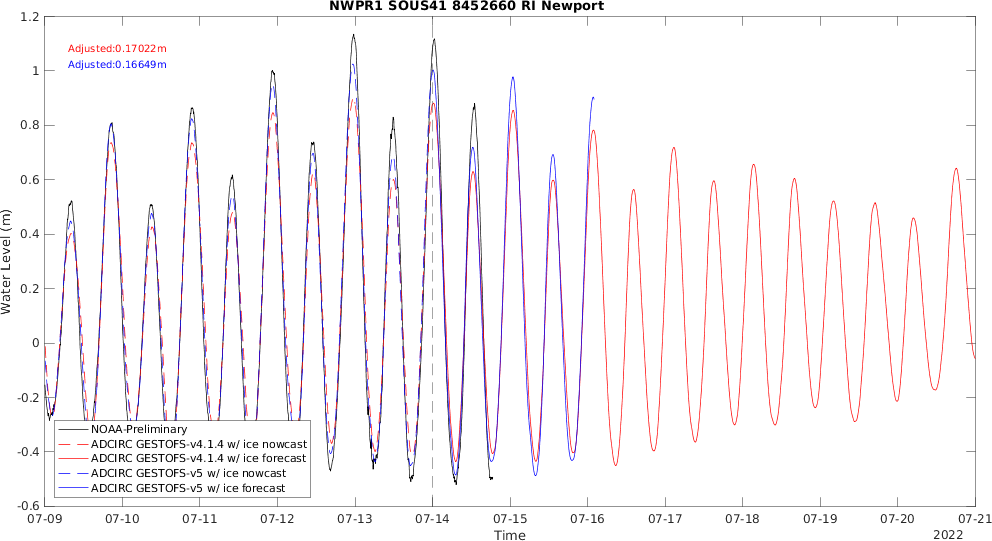 NWPR1 SOUS41 8452660 RI Newport
Adjusted:0.17022m
Adjusted:0.16649m
Water Level (m)
1.2
1
0.8
0.6
0.4
0.2
0
-0.2
-0.4
-0.6
NOAA-Preliminary
ADCIRC GESTOFS-v4.1.4 w/ ice nowcast
ADCIRC GESTOFS-v4.1.4 w/ ice forecast
ADCIRC GESTOFS-v5 w/ ice nowcast
ADCIRC GESTOFS-v5 w/ ice forecast
07-09 07-10 07-11 07-12 07-13 07-14 07-15 07-16 07-17 07-18 07-19 07-20 07-21
Time
2022